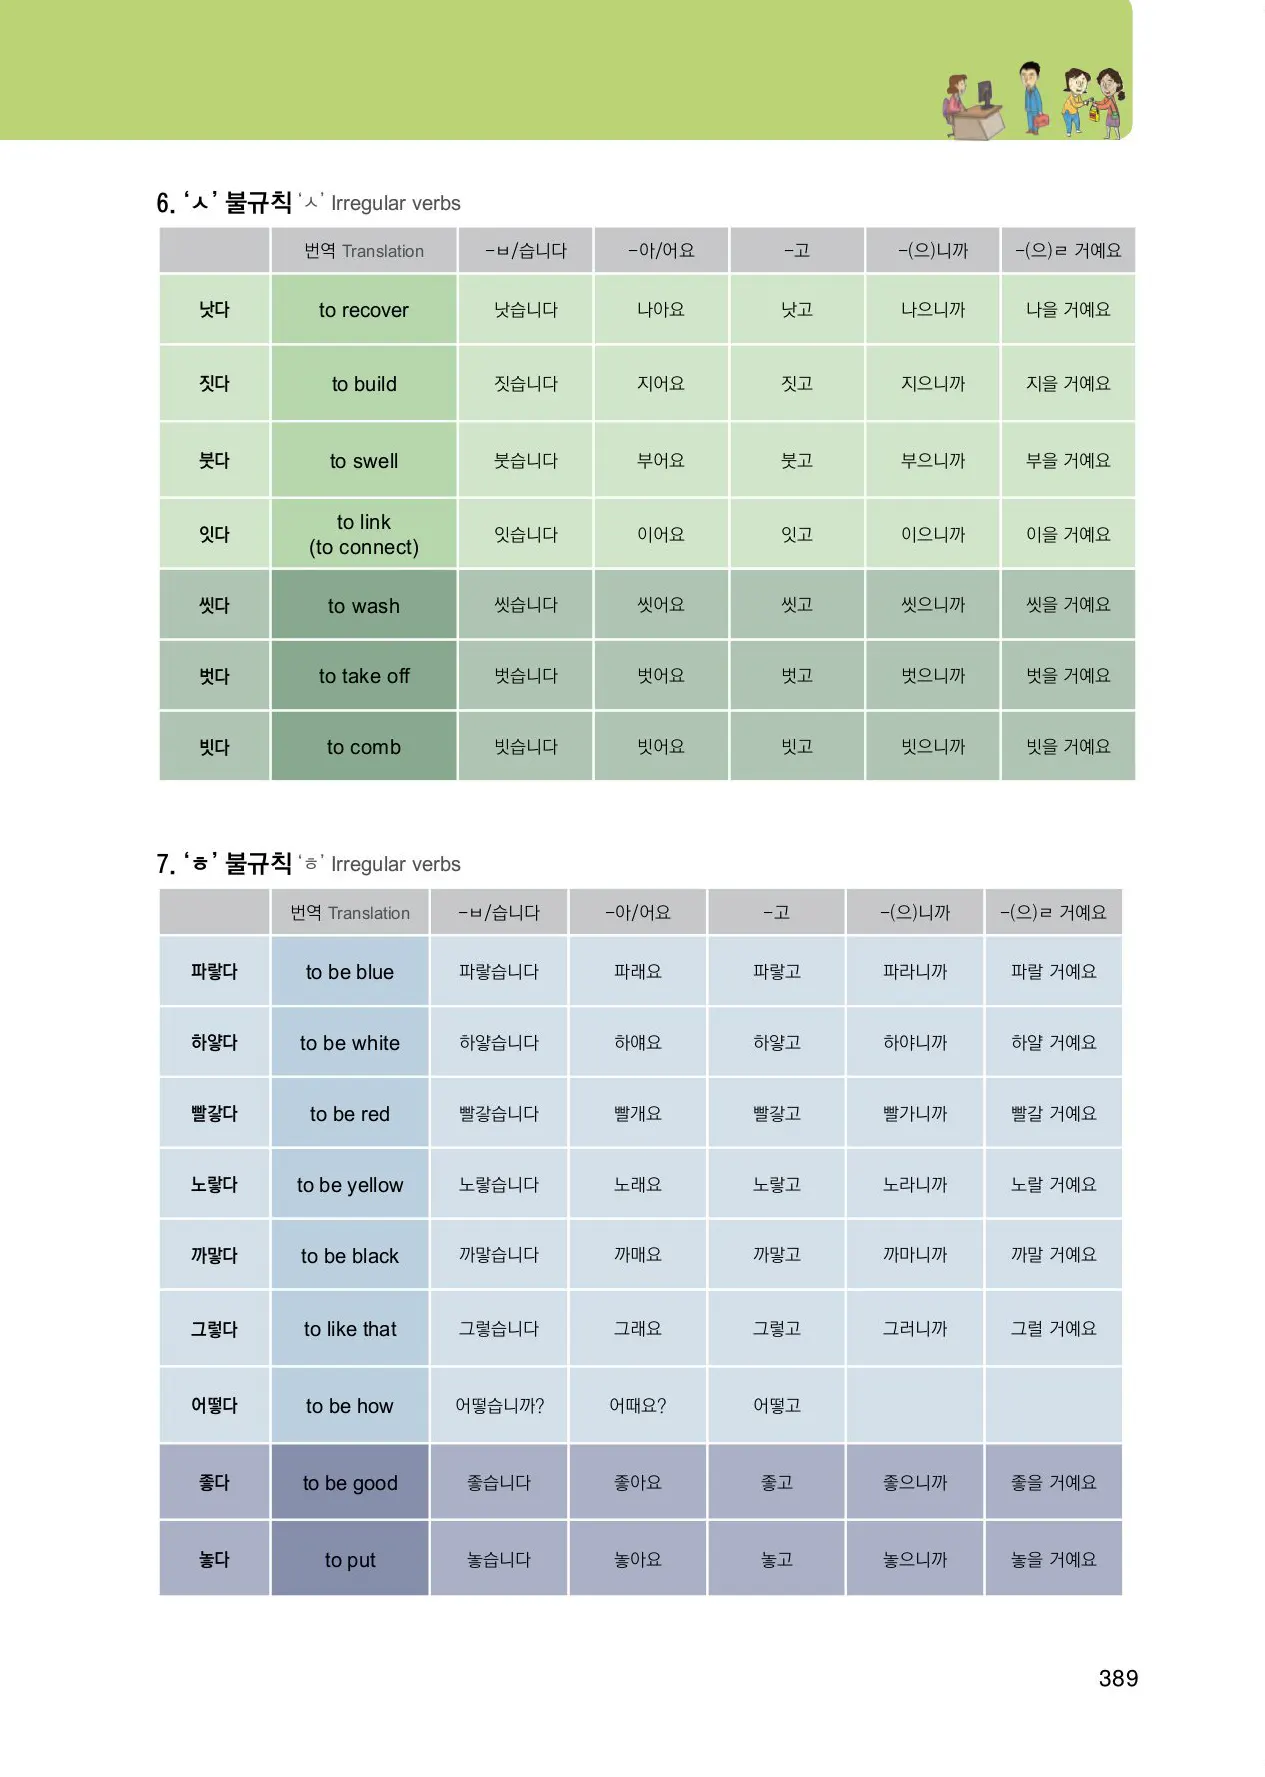 6. ‘ㅅ’ 불규칙 ‘ㅅ’ Irregular verbs
번역 Translation -ㅂ/습니다 -아/어요 -고 -(으)니까 -(으)ㄹ 거예요
낫다 to recover 낫습니다 나아요 낫고 나으니까 나을 거예요
짓다 to build 짓습니다 지어요 짓고 지으니까 지을 거예요
붓다 to swell 붓습니다 부어요 붓고 부으니까 부을 거예요
잇다 to link (to connect) 잇습니다 이어요 잇고 이으니까 이을 거예요
씻다 to wash 씻습니다 씻어요 씻고 씻으니까 씻을 거예요
벗다 to take off 벗습니다 벗어요 벗고 벗으니까 벗을 거예요
빗다 to comb 빗습니다 빗어요 빗고 빗으니까 빗을 거예요
7. ‘ㅎ’ 불규칙 ‘ㅎ’ Irregular verbs
번역 Translation -ㅂ/습니다 -아/어요 -고 -(으)니까 -(으)ㄹ 거예요
파랗다 to be blue 파랗습니다 파래요 파랗고 파라니까 파랄 거예요
하얗다 to be white 하얗습니다 하얘요 하얗고 하야니까 하얄 거예요
빨갛다 to be red 빨갛습니다 빨개요 빨갛고 빨가니까 빨갈 거예요
노랗다 to be yellow 노랗습니다 노래요 노랗고 노라니까 노랄 거예요
까맣다 to be black 까맣습니다 까매요 까맣고 까마니까 까말 거예요
그렇다 to like that 그렇습니다 그래요 그렇고 그러니까 그럴 거예요
어떻다 to be how 어떻습니까? 어때요? 어떻고
좋다 to be good 좋습니다 좋아요 좋고 좋으니까 좋을 거예요
놓다 to put 놓습니다 놓아요 놓고 놓으니까 놓을 거예요
389